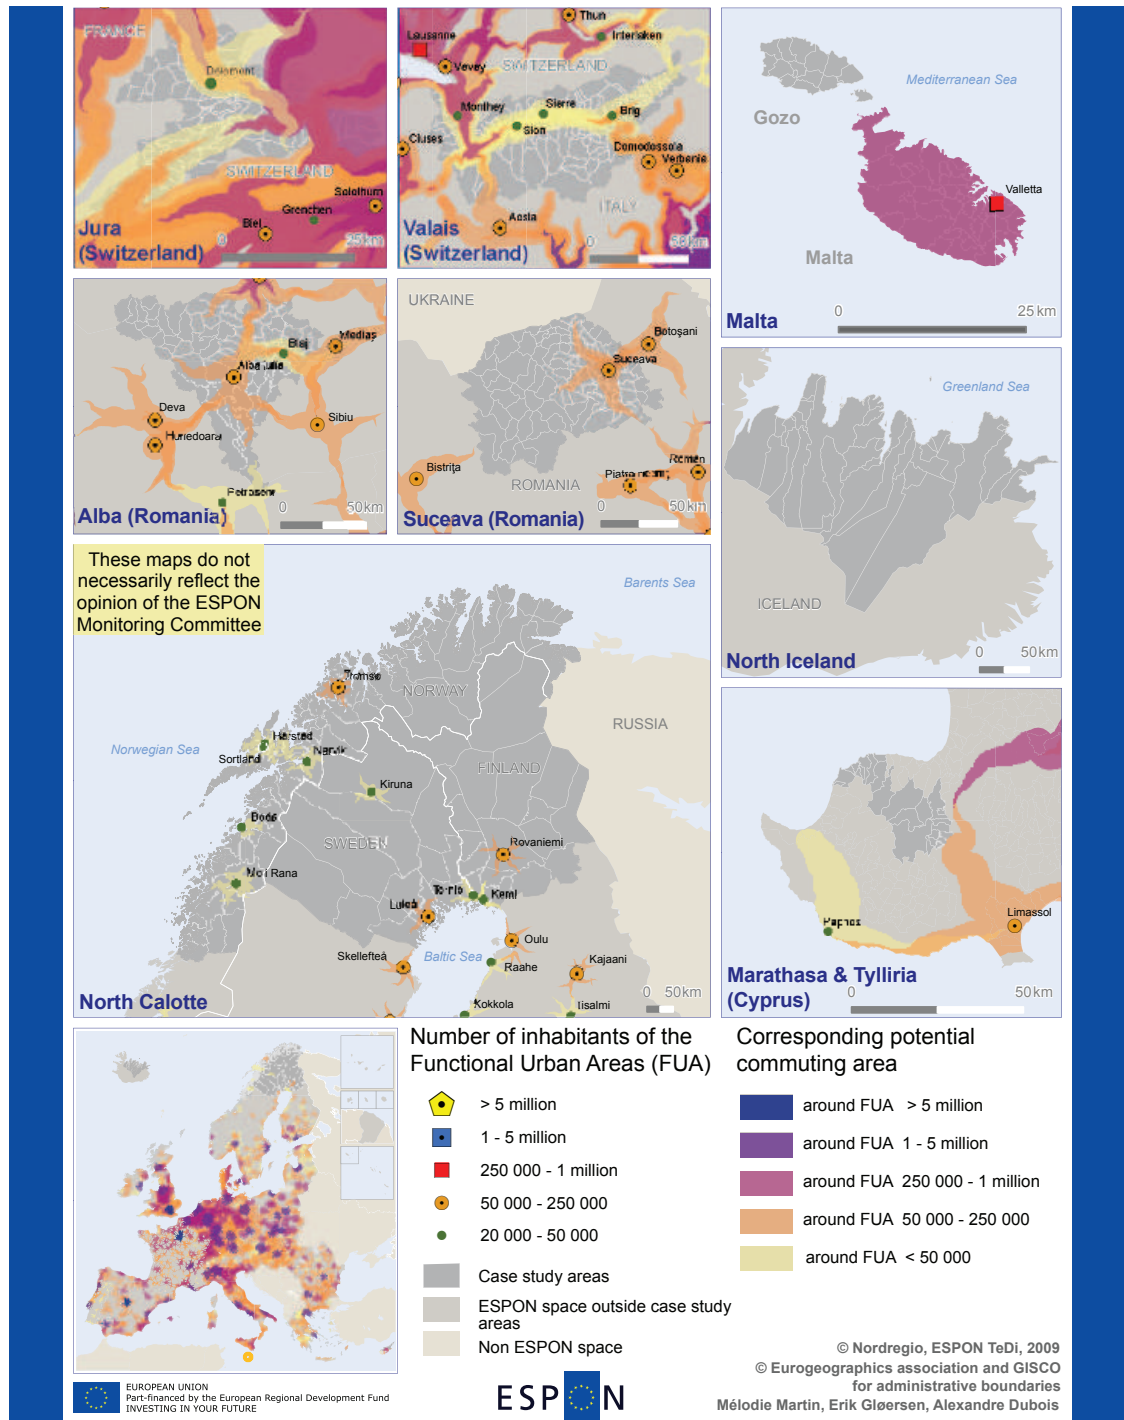 FRANCE
Delémont
SWITZERLAND
Solothurn
Grenchen
Biel
Jura
(Switzerland)
0
25km
Thun
Lausanne
Interlaken
Vevey
SWITZERLAND
Monthey
Sierre
Brig
Sion
Cluses
Domodossola
Verbania
ITALY
Aosta
Valais
(Switzerland)
0
50km
Mediterranean Sea
Gozo
Valletta
Malta
Malta
0
25 km
Mediaş
Blaj
Alba Iulia
Deva
Hunedoara
Sibiu
Petroşani
Alba (Romania)
0
50km
UKRAINE
Botoşani
Suceava
Bistriţa
Roman
Piatra
ROMANIA
Suceava (Romania)
0
50km
Greenland Sea
ICELAND
North Iceland
0
50km
These maps do not
necessarily reflect the
opinion of the ESPON
Monitoring Committee
Barents Sea
Tromsø
NORWAY
RUSSIA
Norwegian Sea
Harstad
Sortland
Narvik
FINLAND
Kiruna
Bodø
SWEDEN
Rovaniemi
Mo i Rana
Tornio
Kemi
Luleå
Oulu
Skellefteå
Baltic Sea
Raahe
Kajaani
Kokkola
Iisalmi
North Calotte
0
50km
Paphos
Limassol
Marathasa & Tylliria
(Cyprus)
0
50km
Number of inhabitants of the
Functional Urban Areas (FUA)
> 5 million
1 - 5 million
250 000 - 1 million
50 000 - 250 000
20 000 - 50 000
Case study areas
ESPON space outside case study
areas
Non ESPON space
Corresponding potential
commuting area
around FUA > 5 million
around FUA 1 - 5 million
around FUA 250 000 - 1 million
around FUA 50 000 - 250 000
around FUA < 50 000
© Nordregio, ESPON TeDi, 2009
© Eurogeographics association and GISCO
for administrative boundaries
Mélodie Martin, Erik Gløersen, Alexandre Dubois
EUROPEAN UNION
Part-financed by the European Regional Development Fund
INVESTING IN YOUR FUTURE
ESPON